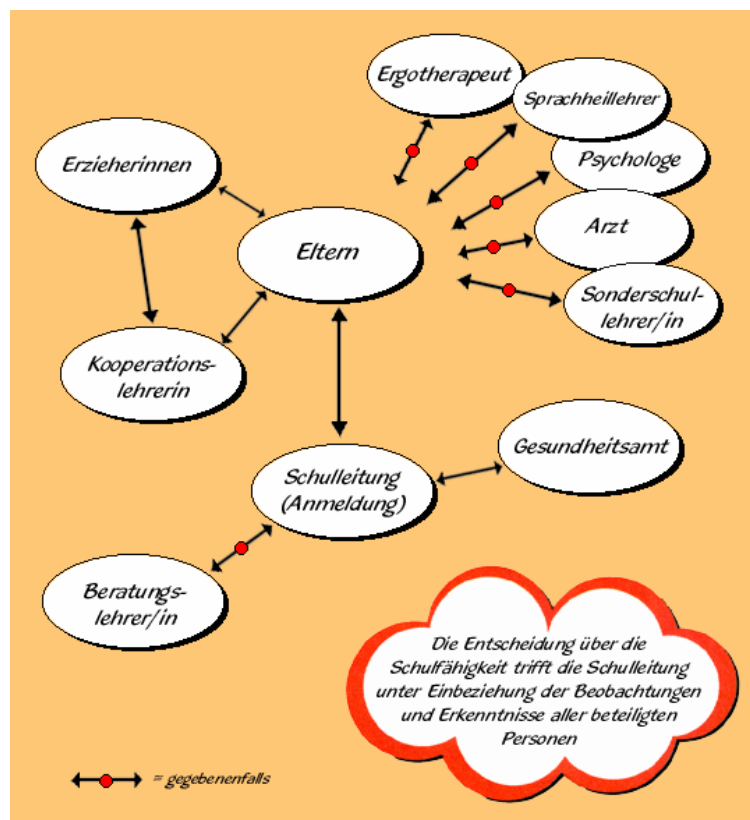 Ergotherapeut
Sprachheillehrer
Psychologe
Erzieherinnen
Arzt
Eltern
Sonderschul-
lehrer/in
Kooperations-
lehrerin
Gesundheitsamt
Schulleitung
(Anmeldung)
Beratungs-
lehrer/in
Die Entscheidung über die
Schulfähigkeit trifft die Schulleitung
unter Einbeziehung der Beobachtungen
und Erkenntnisse aller beteiligten
Personen
= gegebenenfalls